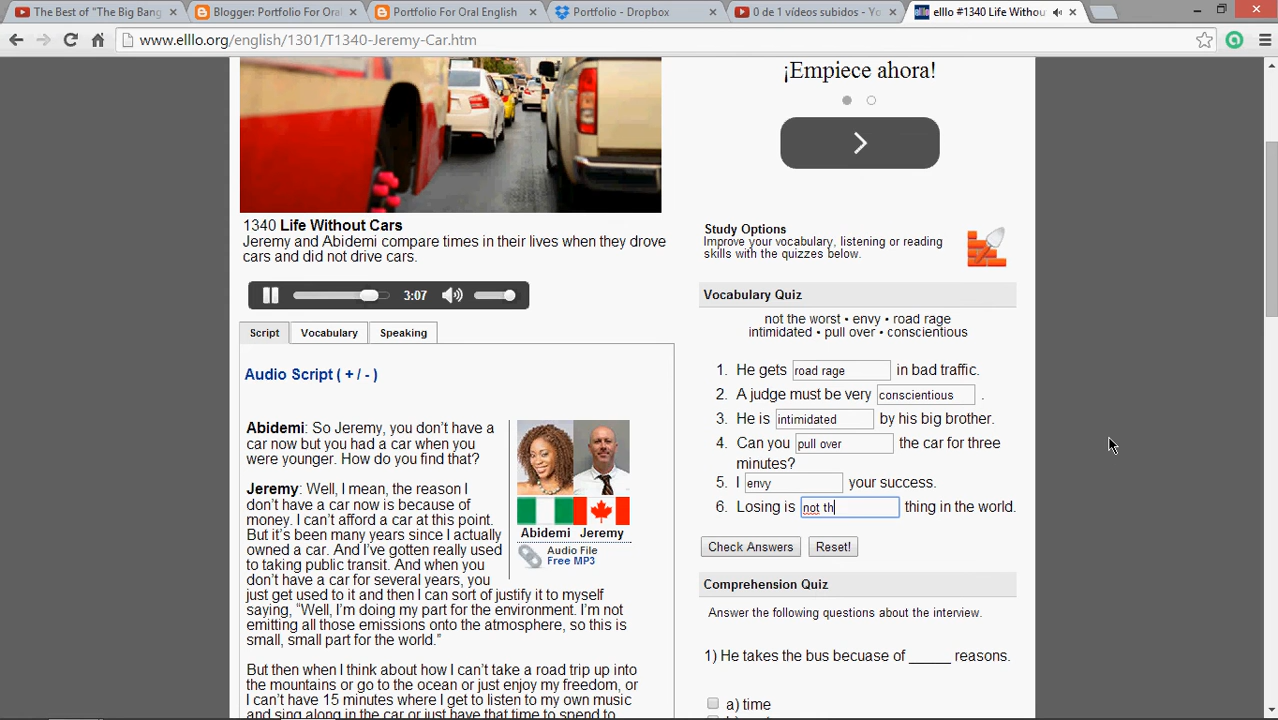 The Best of "The Big Bang
Blogger: Portfolio For Oral
Portfolio For Oral English
Portfolio - Dropbox
0 de 1 vídeos subidos - Yo
elllo #1340 Life Withou
www.elllo.org/english/1301/T1340-Jeremy-Car.htm
¡Empiece ahora!
1340 Life Without Cars
Jeremy and Abidemi compare times in their lives when they drove
cars and did not drive cars.
3:07
Script
Vocabulary
Speaking
Audio Script ( + / - )
Abidemi: So Jeremy, you don't have a
car now but you had a car when you
were younger. How do you find that?
Jeremy: Well, I mean, the reason I
don't have a car now is because of
money. I can't afford a car at this point.
But it's been many years since I actually
owned a car. And I've gotten really used
to taking public transit. And when you
don't have a car for several years, you
just get used to it and then I can sort of justify it to myself
saying, “Well, I'm doing my part for the environment. I'm not
emitting all those emissions onto the atmosphere, so this is
small, small part for the world.”
But then when I think about how I can't take a road trip up into
the mountains or go to the ocean or just enjoy my freedom, or
I can't have 15 minutes where I get to listen to my own music
and sing along in the car or just have that time to spend to
Abidemi Jeremy
Audio File
Free MP3
Study Options
Improve your vocabulary, listening or reading
skills with the quizzes below.
Vocabulary Quiz
not the worst • envy • road rage
intimidated • pull over • conscientious
1. He gets road rage in bad traffic.
2. A judge must be very conscientious .
3. He is intimidated by his big brother.
4. Can you pull over the car for three
minutes?
5. I envy your success.
6. Losing is not th thing in the world.
Check Answers
Reset!
Comprehension Quiz
Answer the following questions about the interview.
1) He takes the bus becuase of _____ reasons.
a) time